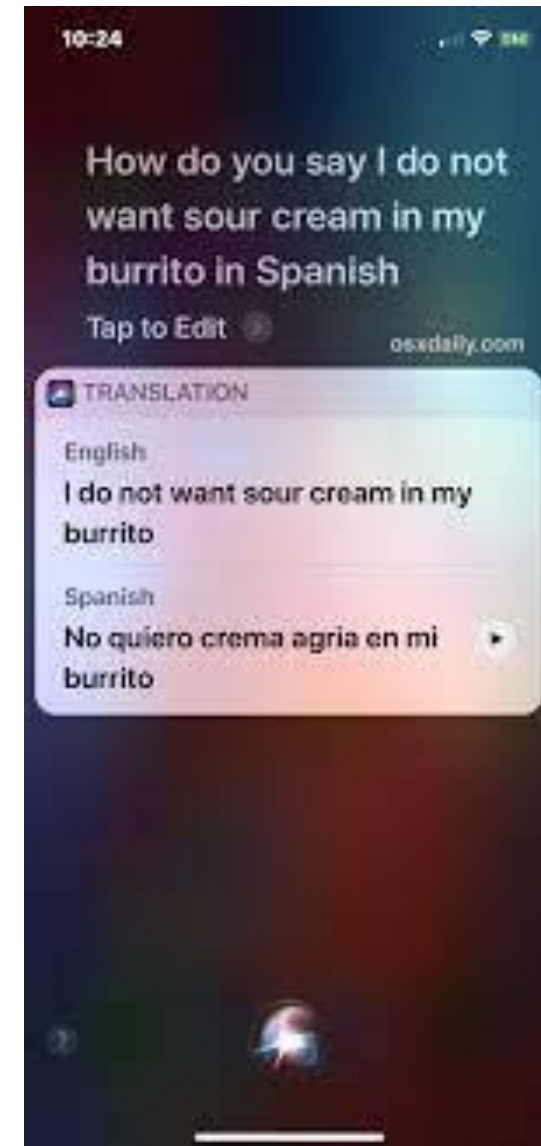 10:24
How do you say I do not
want sour cream in my
burrito in Spanish
Tap to Edit
osxdaily.com
TRANSLATION
English
I do not want sour cream in my
burrito
Spanish
No quiero crema agria en mi
burrito